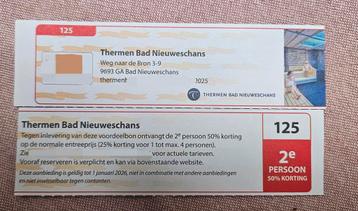 125
Thermen Bad Nieuweschans
Weg naar de Bron 3-9
9693 GA Bad Nieuweschans
thermen
2025
THERMEN BAD NIEUWESCHANS
Thermen Bad Nieuweschans
Tegen inlevering van deze voordeelbon ontvangt de 2e persoon 50% korting
op de normale entreeprijs (25% korting voor 1 tot max. 4 personen).
Zie voor actuele tarieven.
Vooraf reserveren is verplicht en kan via bovenstaande website.
Deze aanbieding is geldig tot 1 januari 2026, niet in combinatie met andere aanbiedingen
en niet inwisselbaar tegen contanten.
125
2e
PERSOON
50% KORTING